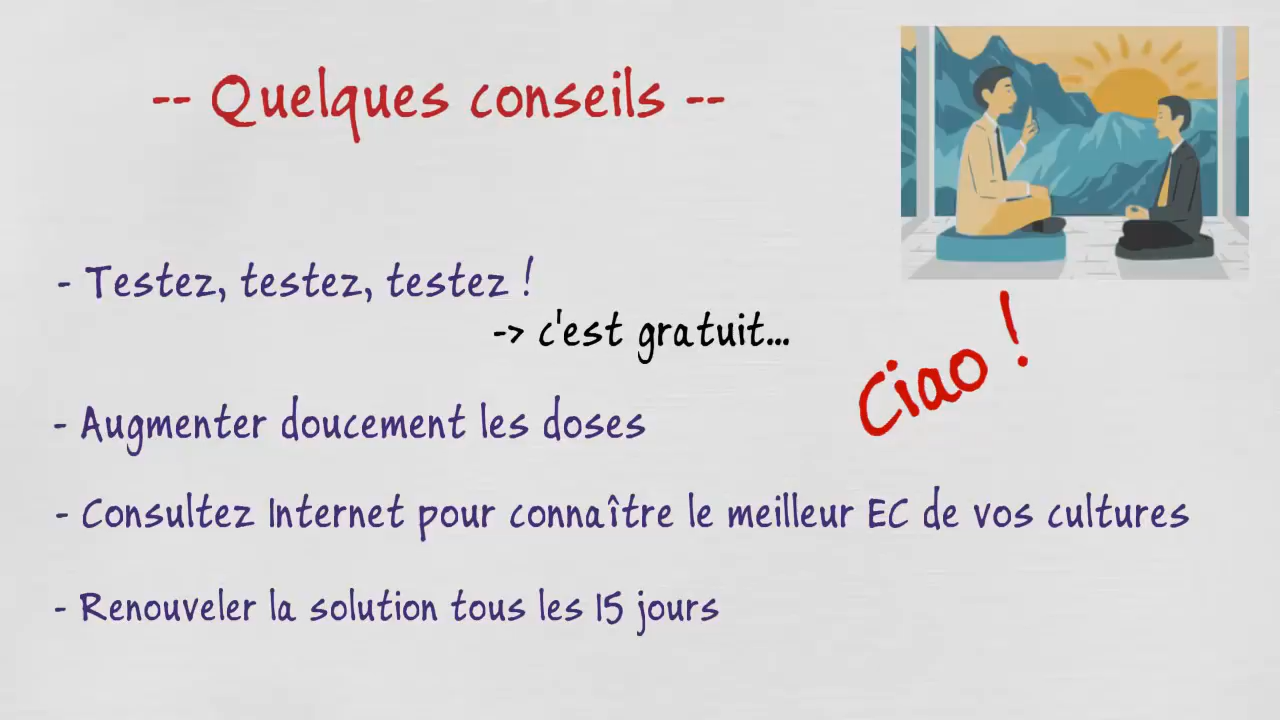 -- Quelques conseils --
- Testez, testez, testez !
-> c'est gratuit...
Ciao !
- Augmenter doucement les doses
- Consultez Internet pour connaître le meilleur EC de vos cultures
- Renouveler la solution tous les 15 jours